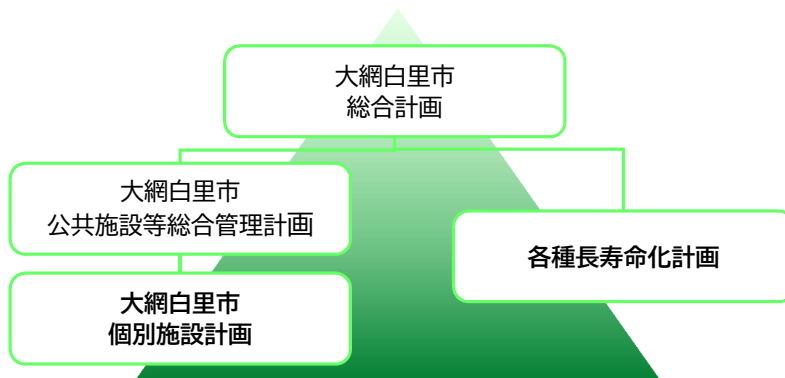 大網白里市
総合計画
大網白里市
公共施設等総合管理計画
各種長寿命化計画
大網白里市
個別施設計画